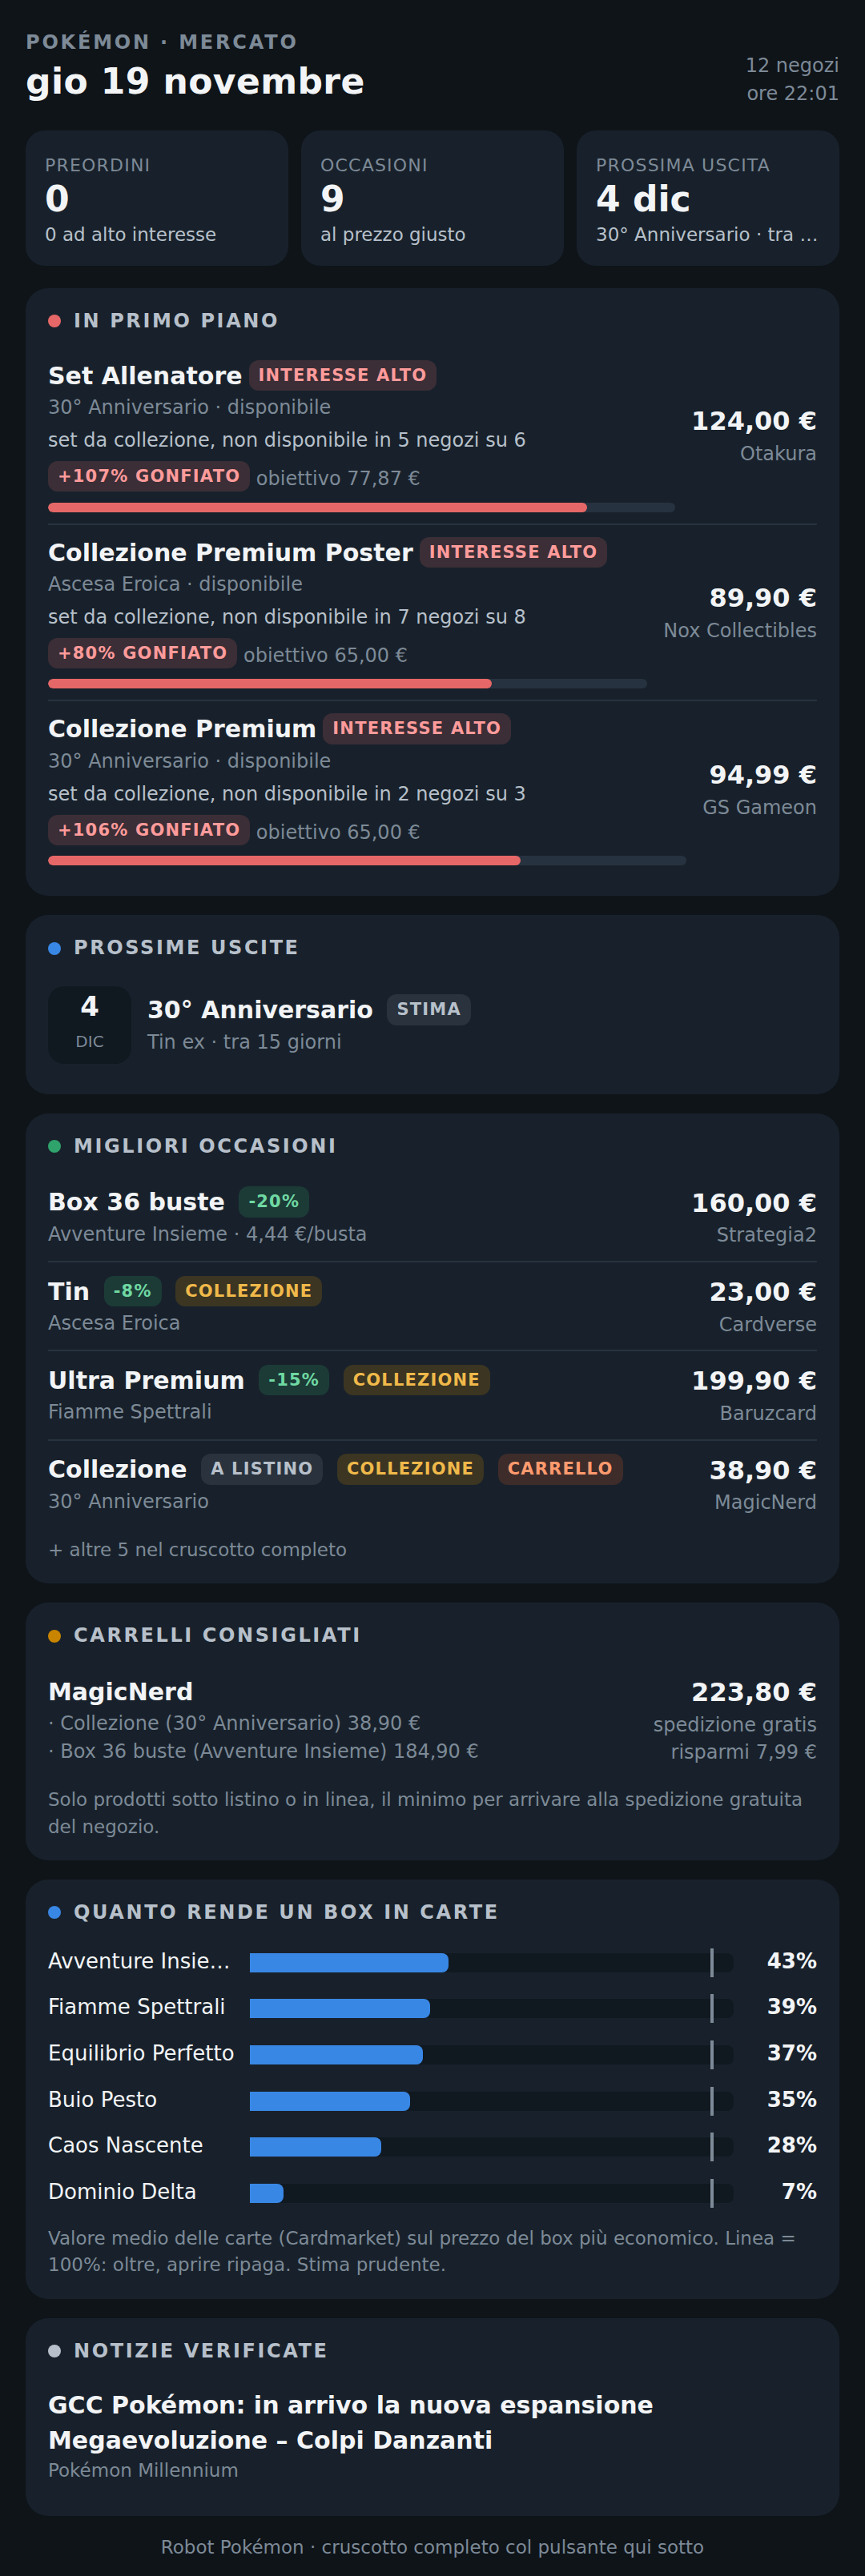 POKÉMON · MERCATO
gio 19 novembre
12 negozi
ore 22:01
PREORDINI
0
0 ad alto interesse
OCCASIONI
9
al prezzo giusto
PROSSIMA USCITA
4 dic
30° Anniversario · tra ...
IN PRIMO PIANO
Set Allenatore INTERESSE ALTO
30° Anniversario · disponibile
set da collezione, non disponibile in 5 negozi su 6
+107% GONFIATO obiettivo 77,87 €
124,00 €
Otakura
Collezione Premium Poster INTERESSE ALTO
Ascesa Eroica · disponibile
set da collezione, non disponibile in 7 negozi su 8
+80% GONFIATO obiettivo 65,00 €
89,90 €
Nox Collectibles
Collezione Premium INTERESSE ALTO
30° Anniversario · disponibile
set da collezione, non disponibile in 2 negozi su 3
+106% GONFIATO obiettivo 65,00 €
94,99 €
GS Gameon
PROSSIME USCITE
4
DIC
30° Anniversario STIMA
Tin ex · tra 15 giorni
MIGLIORI OCCASIONI
Box 36 buste -20% 160,00 €
Avventure Insieme · 4,44 €/busta Strategia2
Tin -8% COLLEZIONE 23,00 €
Ascesa Eroica Cardverse
Ultra Premium -15% COLLEZIONE 199,90 €
Fiamme Spettrali Baruzcard
Collezione A LISTINO COLLEZIONE CARRELLO 38,90 €
30° Anniversario MagicNerd
+ altre 5 nel cruscotto completo
CARRELLI CONSIGLIATI
MagicNerd 223,80 €
· Collezione (30° Anniversario) 38,90 € spedizione gratis
· Box 36 buste (Avventure Insieme) 184,90 € risparmi 7,99 €
Solo prodotti sotto listino o in linea, il minimo per arrivare alla spedizione gratuita
del negozio.
QUANTO RENDE UN BOX IN CARTE
Avventure Insie... 43%
Fiamme Spettrali 39%
Equilibrio Perfetto 37%
Buio Pesto 35%
Caos Nascente 28%
Dominio Delta 7%
Valore medio delle carte (Cardmarket) sul prezzo del box più economico. Linea =
100%: oltre, aprire ripaga. Stima prudente.
NOTIZIE VERIFICATE
GCC Pokémon: in arrivo la nuova espansione
Megaevoluzione – Colpi Danzanti
Pokémon Millennium
Robot Pokémon · cruscotto completo col pulsante qui sotto